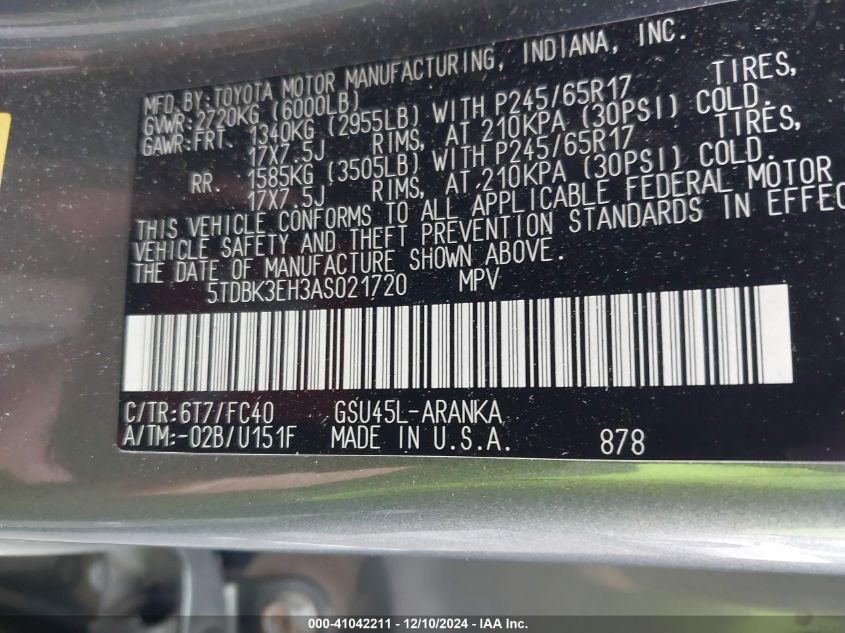 MFD.BY:TOYOTA MOTOR MANUFACTURING, INDIANA, INC.
GVWR: 2720KG (6000LB)
GAWR:FRT. 1340KG (2955LB) WITH P245/65R17 TIRES,
17X7.5J RIMS, AT 210KPA (30PSI) COLD.
RR. 1585KG (3505LB) WITH P245/65R17 TIRES,
17X7.5J RIMS, AT 210KPA (30PSI) COLD.
THIS VEHICLE CONFORMS TO ALL APPLICABLE FEDERAL MOTOR
VEHICLE SAFETY AND THEFT PREVENTION STANDARDS IN EFFEC
THE DATE OF MANUFACTURE SHOWN ABOVE.
5TDBK3EH3AS021720 MPV
C/TR:6T7/FC40 GSU45L-ARANKA
A/TM:-02B/U151F MADE IN U.S.A. 878
000-41042211 - 12/10/2024 - IAA Inc.